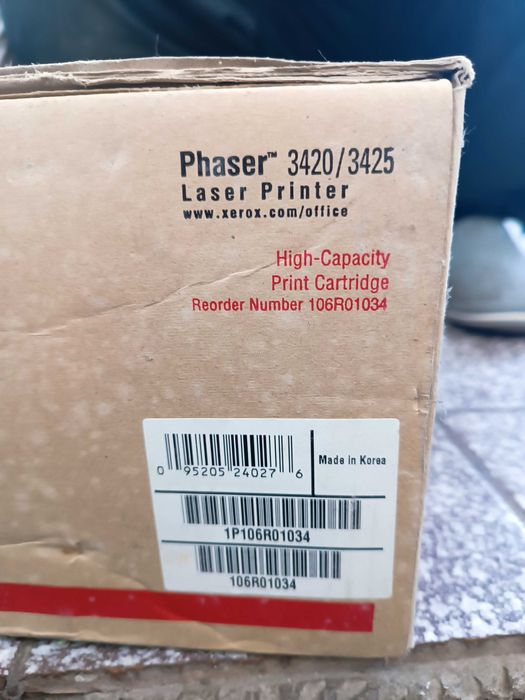 Phaser™ 3420/3425
Laser Printer
www.xerox.com/office
High-Capacity
Print Cartridge
Reorder Number 106R01034
Made in Korea
0 95205 24027 6
1P106R01034
106R01034